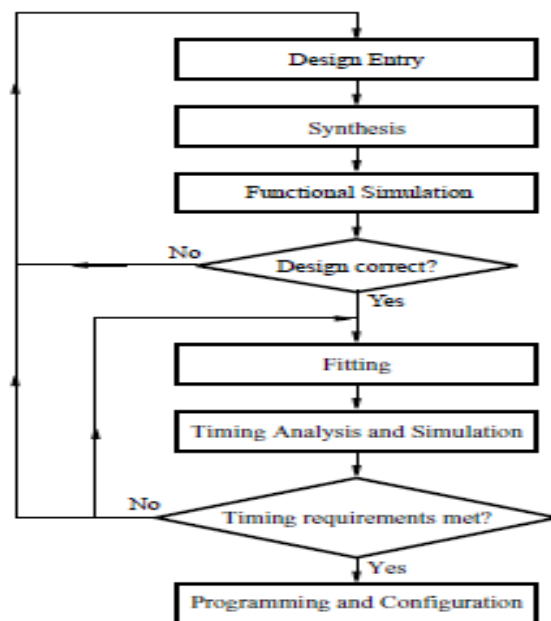 Design Entry
Synthesis
Functional Simulation
No
Design correct?
Yes
Fitting
Timing Analysis and Simulation
No
Timing requirements met?
Yes
Programming and Configuration